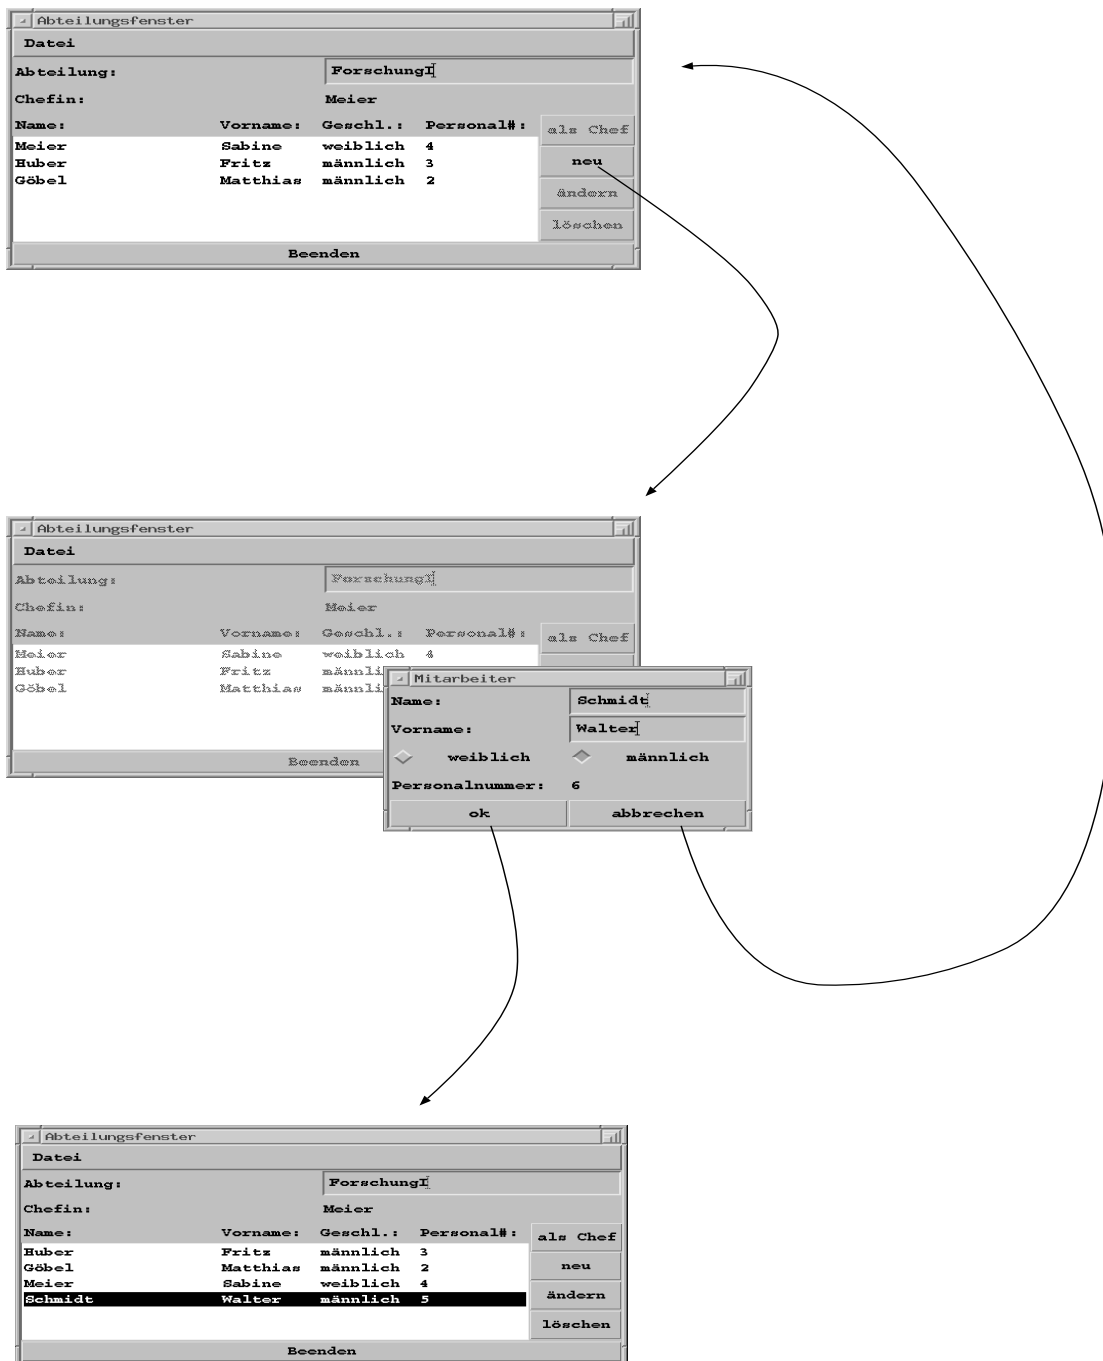 Abteilungsfenster
Datei
Abteilung: ForschungI
Chefin: Meier
Name: Vorname: Geschl.: Personal#: als Chef
Meier Sabine weiblich 4
Huber Fritz männlich 3
Göbel Matthias männlich 2
neu
ändern
löschen
Beenden
Abteilungsfenster
Datei
Abteilung: ForschungI
Chefin: Meier
Name: Vorname: Geschl.: Personal#: als Chef
Meier Sabine weiblich 4
Huber Fritz männli
Göbel Matthias männli
Beenden
Mitarbeiter
Name: Schmidt
Vorname: Walter
weiblich männlich
Personalnummer: 6
ok abbrechen
Abteilungsfenster
Datei
Abteilung: ForschungI
Chefin: Meier
Name: Vorname: Geschl.: Personal#: als Chef
Huber Fritz männlich 3
Göbel Matthias männlich 2
Meier Sabine weiblich 4
Schmidt Walter männlich 5
neu
ändern
löschen
Beenden